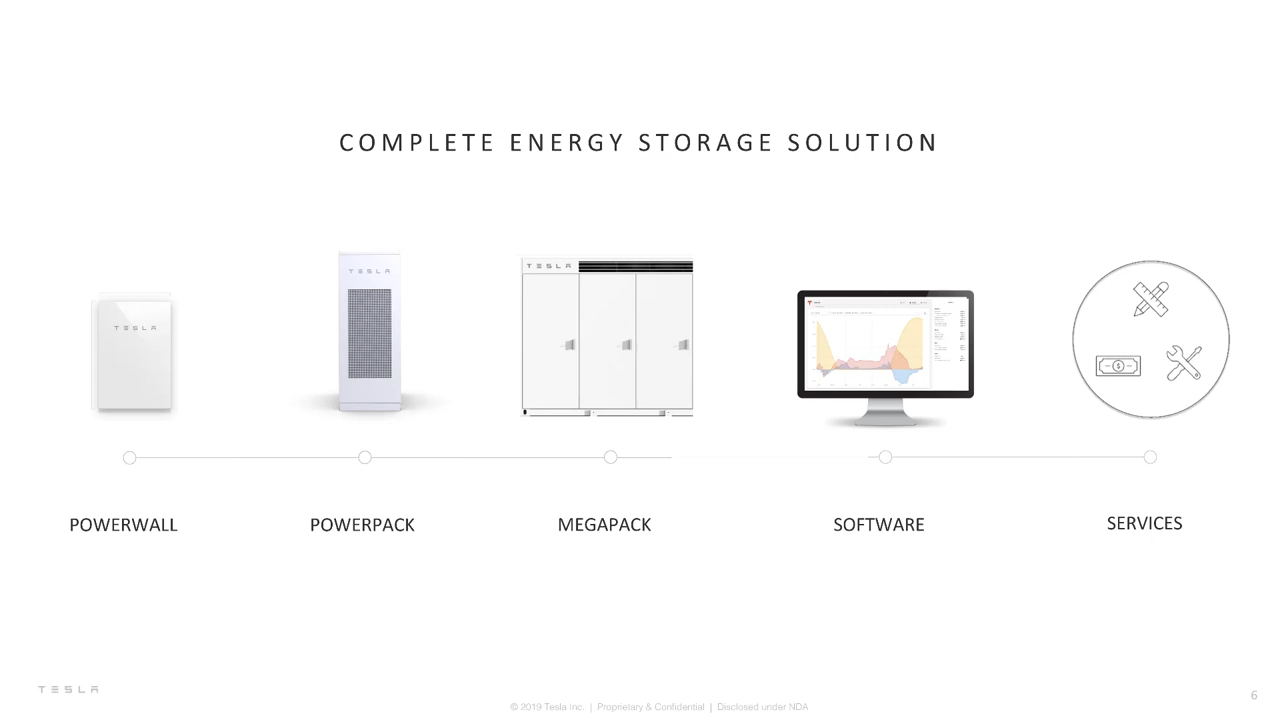 COMPLETE ENERGY STORAGE SOLUTION
TESLA
TESLA
TESLA
$
POWERWALL
POWERPACK
MEGAPACK
SOFTWARE
SERVICES
TESLA
© 2019 Tesla Inc. | Proprietary & Confidential | Disclosed under NDA
6